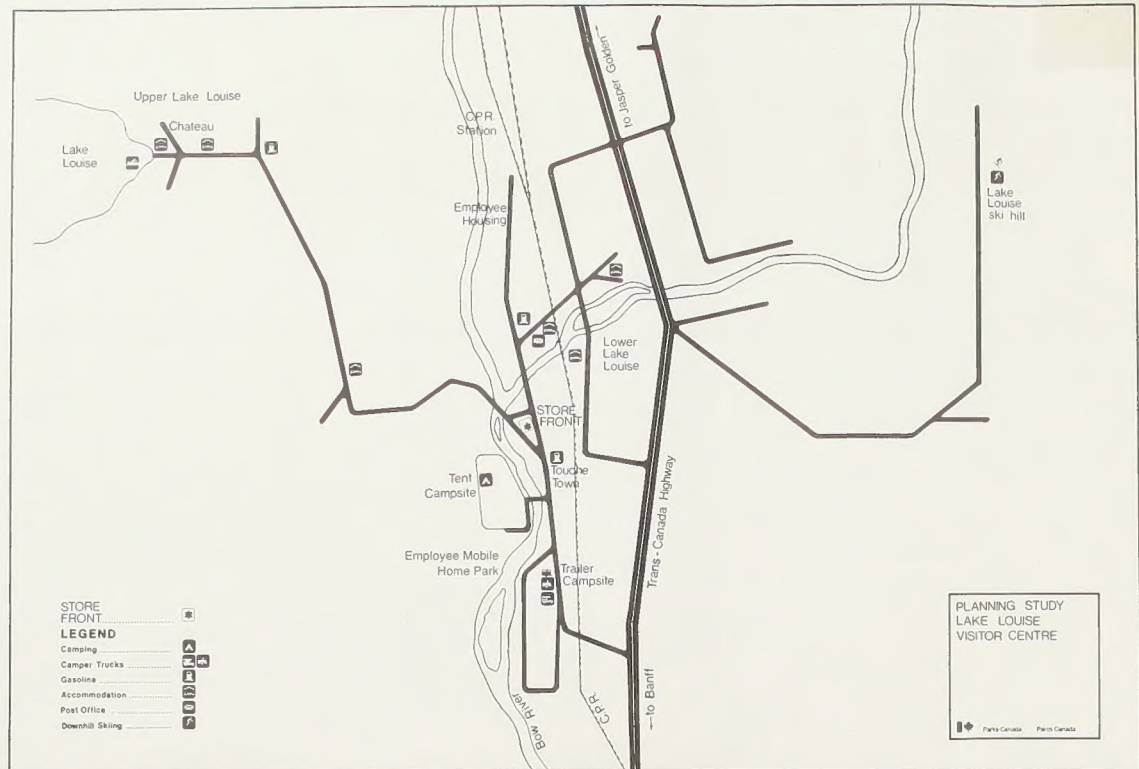 Upper Lake Louise
Chateau
Lake
Louise
C.P.R.
Station
to Jasper Golden
Employee
Housing
Lake
Louise
ski hill
Lower
Lake
Louise
STORE
FRONT
Touche
Town
Tent
Campsite
Employee Mobile
Home Park
Trailer
Campsite
Trans-Canada Highway
to Banff
Bow River
C.P.R.
STORE
FRONT
LEGEND
Camping
Camper Trucks
Gasoline
Accommodation
Post Office
Downhill Skiing
PLANNING STUDY
LAKE LOUISE
VISITOR CENTRE
Parks Canada Parcs Canada